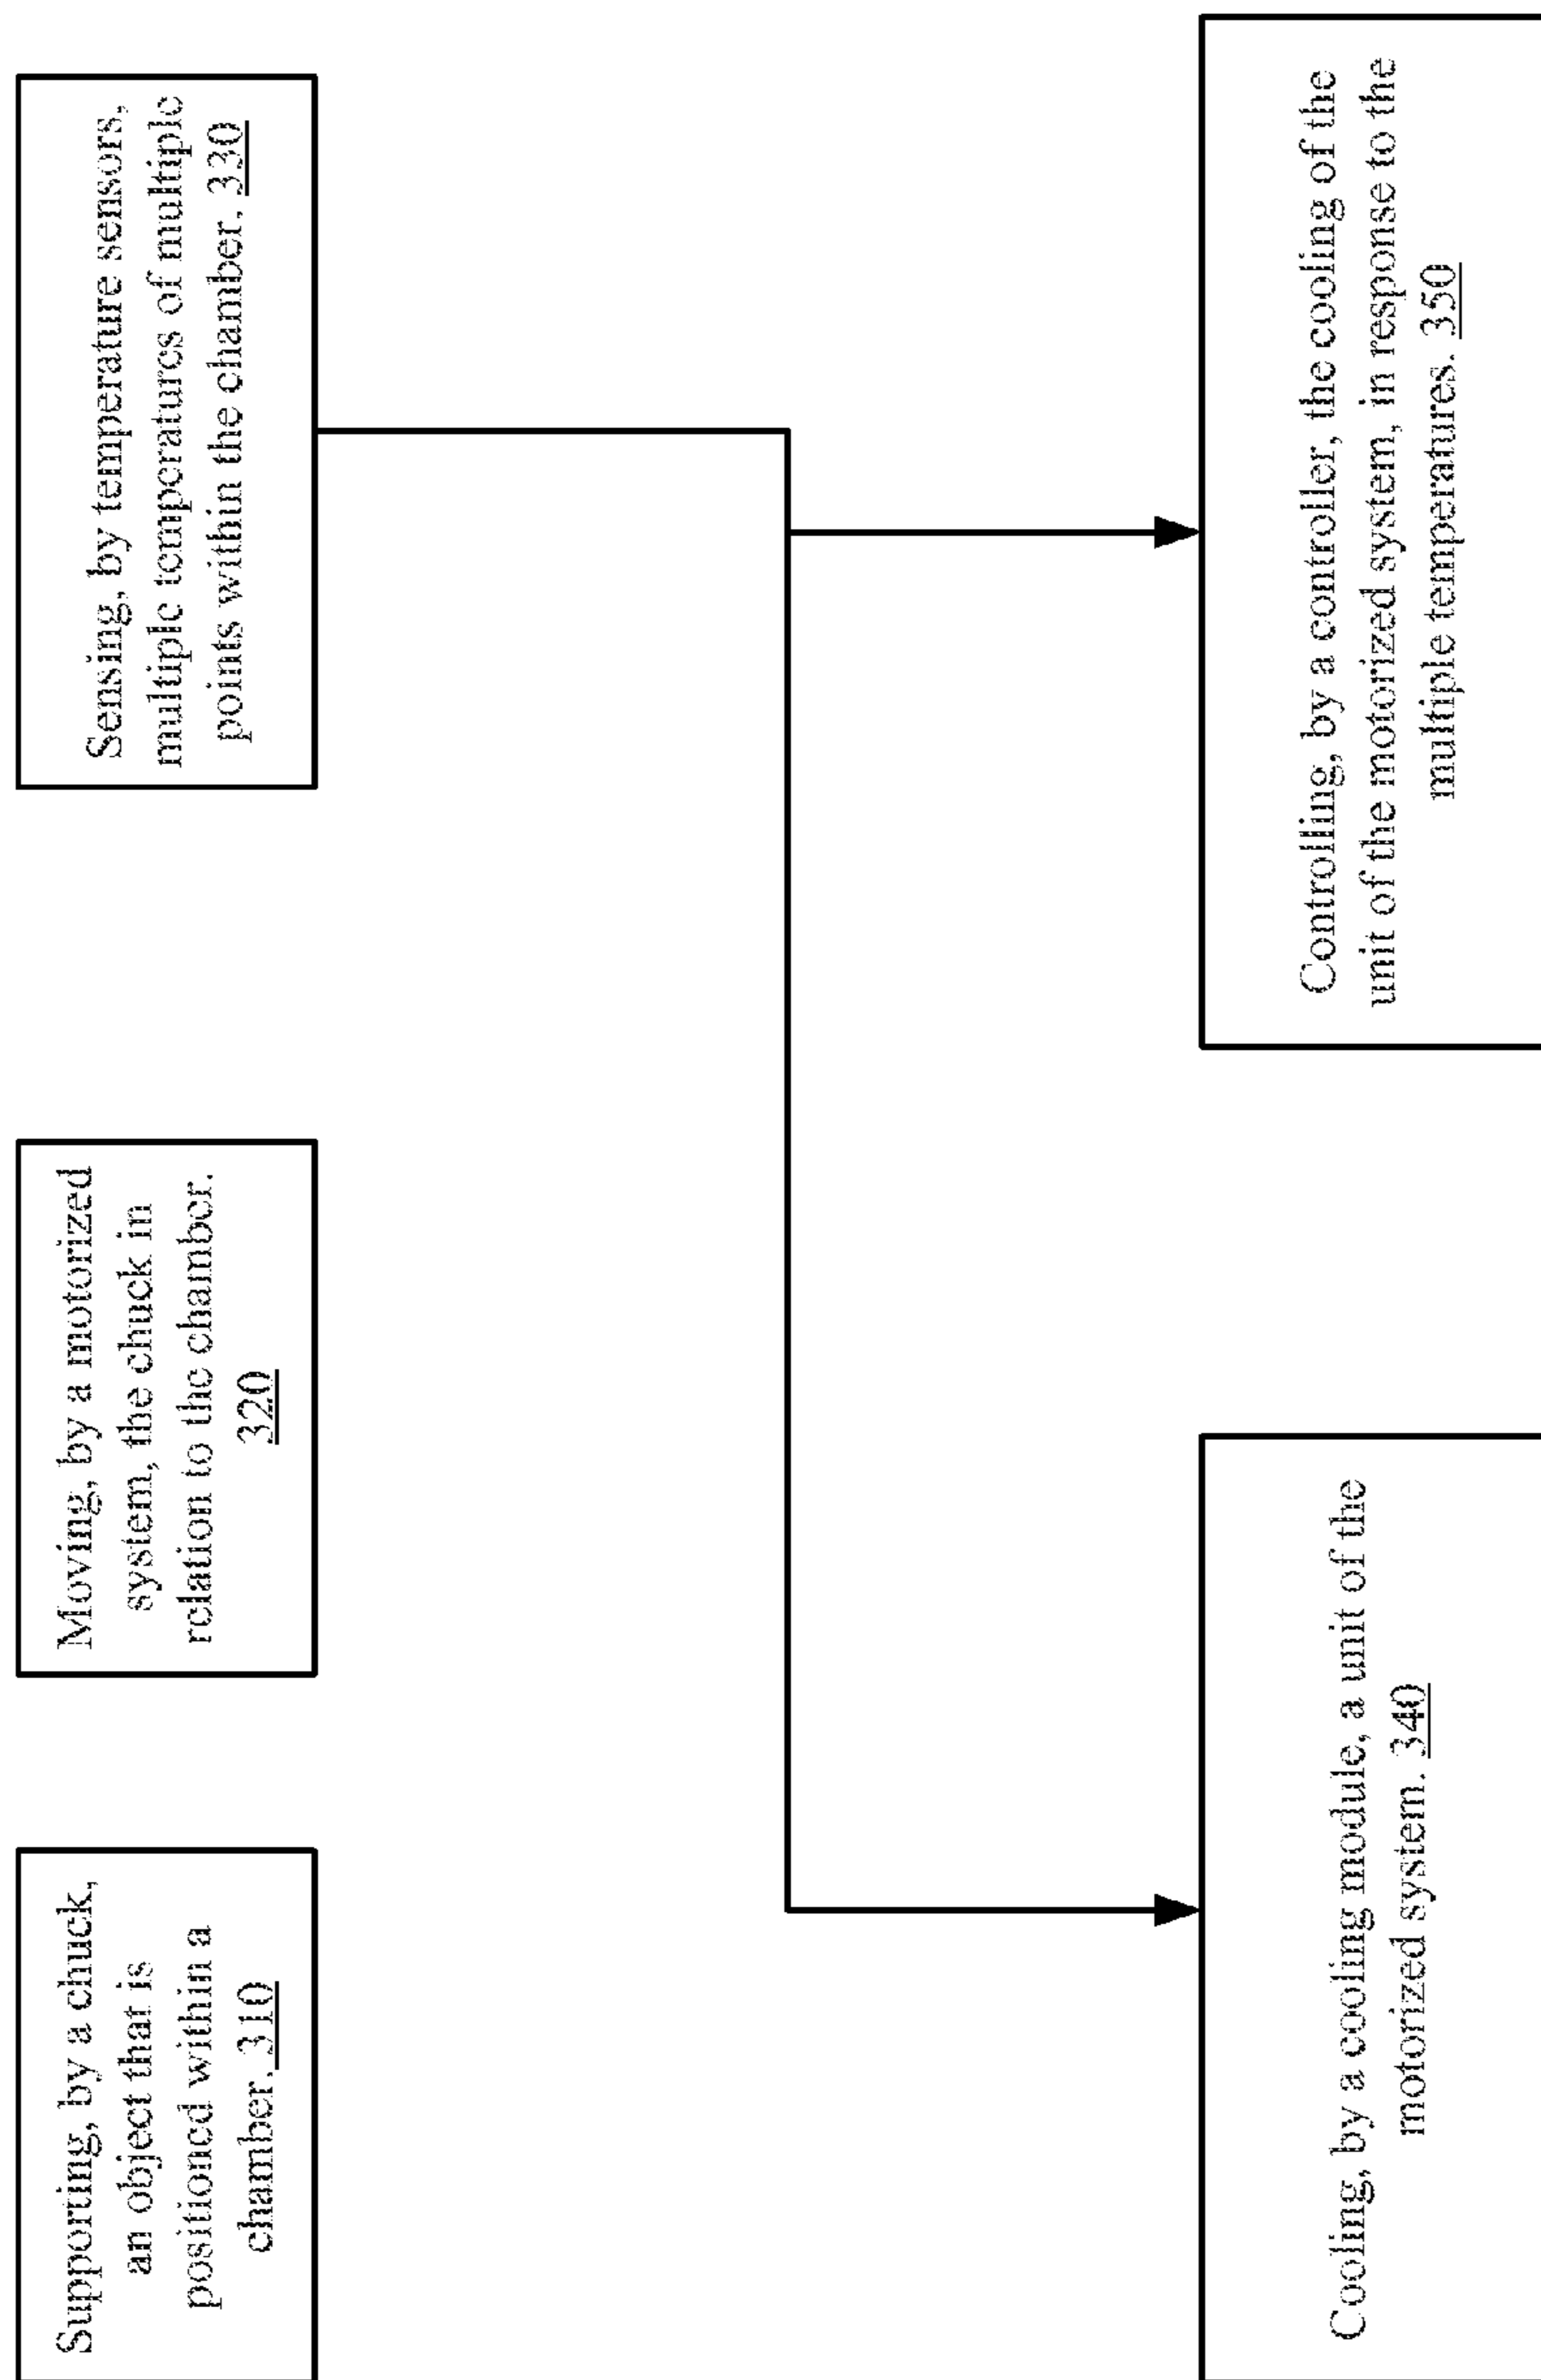 Supporting, by a chuck,
an object that is
positioned within a
chamber. 310
Moving, by a motorized
system, the chuck in
relation to the chamber.
320
Sensing, by temperature sensors,
multiple temperatures of multiple
points within the chamber. 330
Cooling, by a cooling module, a unit of the
motorized system. 340
Controlling, by a controller, the cooling of the
unit of the motorized system, in response to the
multiple temperatures. 350